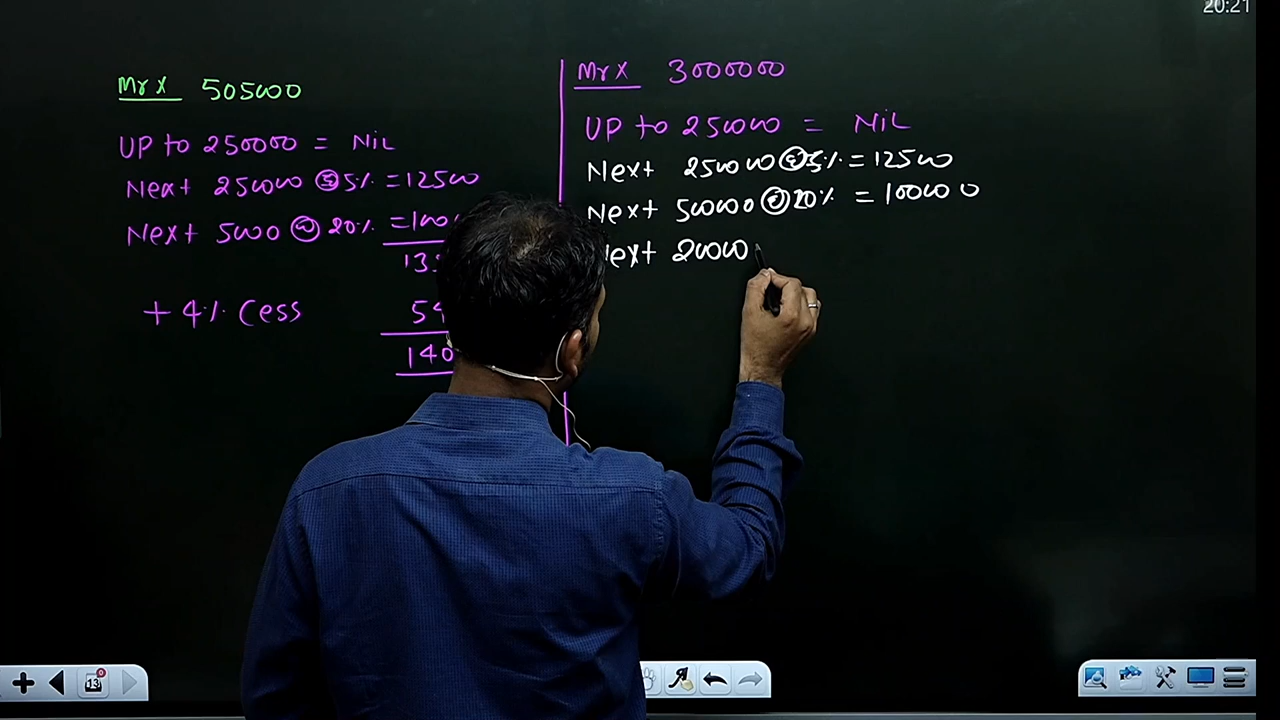 20:21
Mr X 505000
UP to 250000 = NiL
Next 250000 @ 5% = 12500
Next 5000 @ 20%
+ 4% Cess
Mr X 3000000
UP to 250000 = NiL
Next 250000 @ 5% = 12500
Next 500000 @ 20% = 100000
Next 20000
13